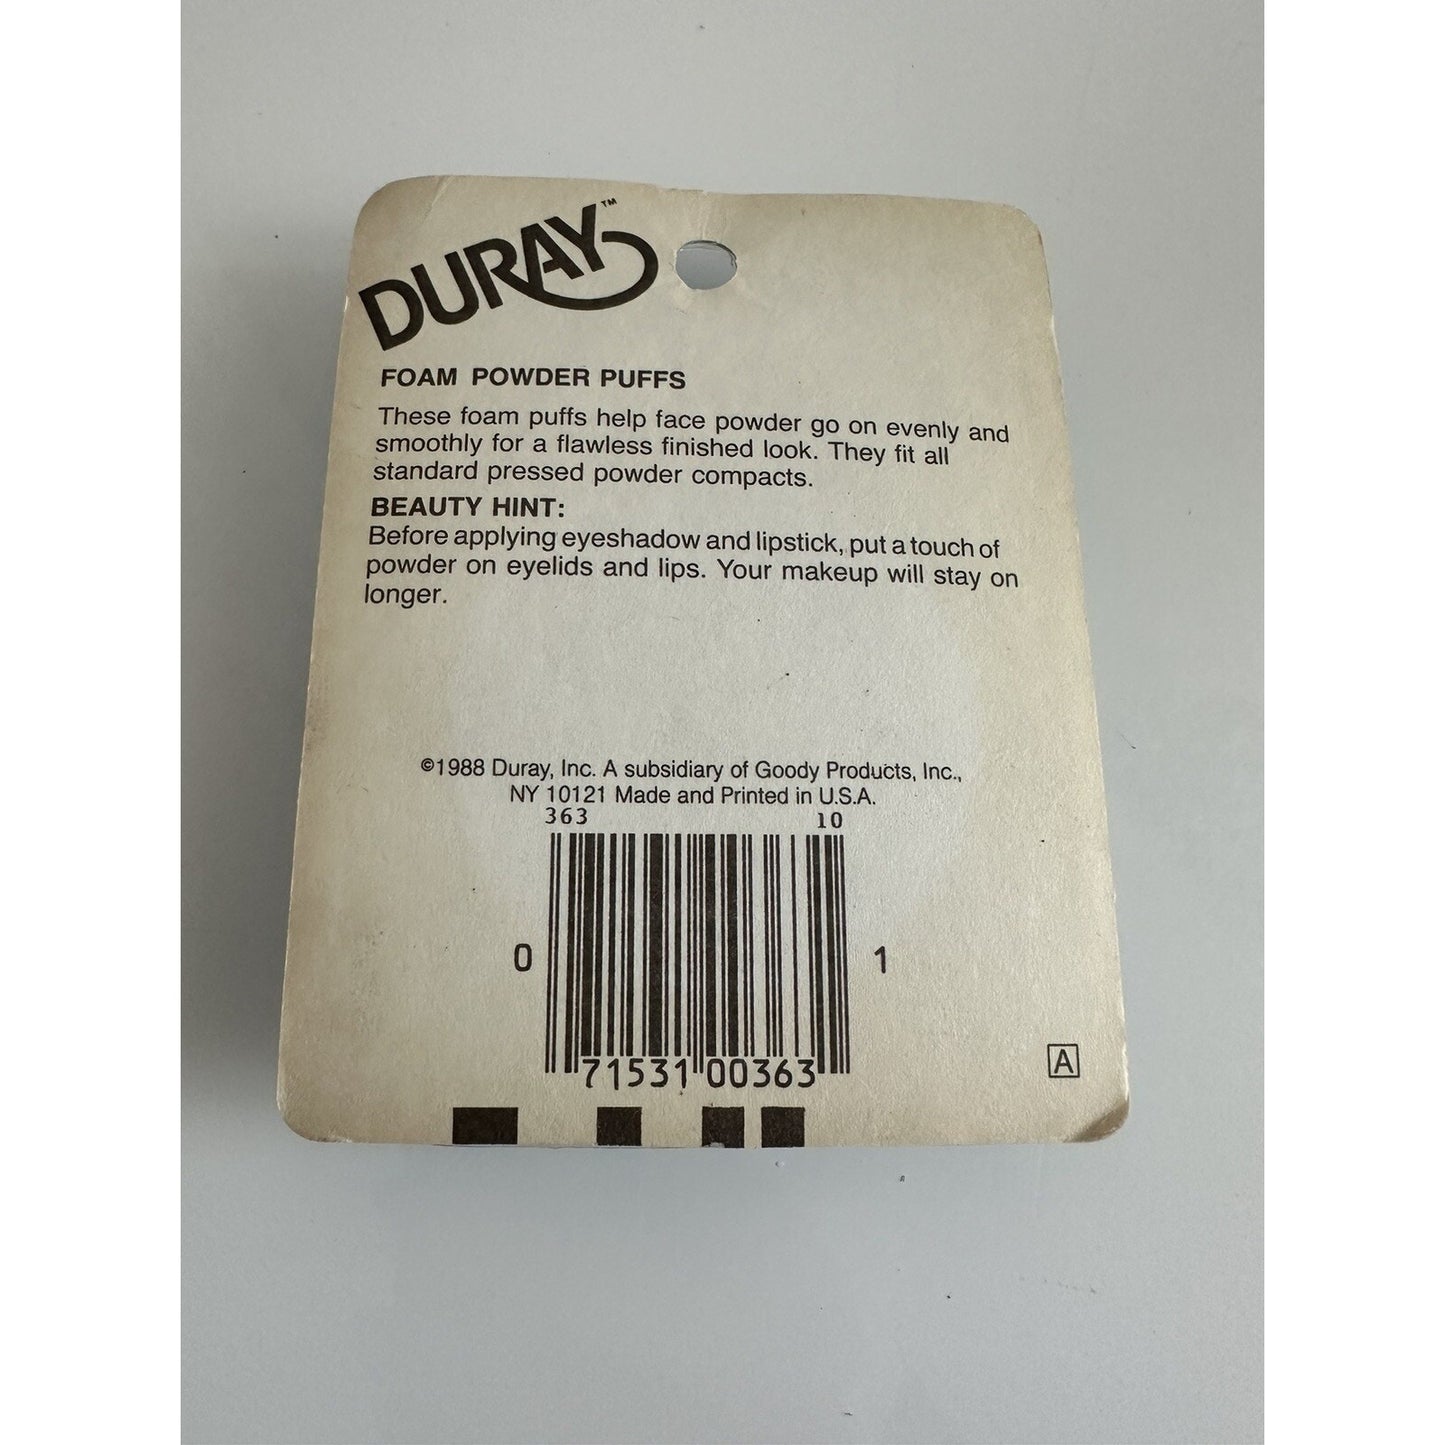 DURAY™
FOAM POWDER PUFFS
These foam puffs help face powder go on evenly and
smoothly for a flawless finished look. They fit all
standard pressed powder compacts.
BEAUTY HINT:
Before applying eyeshadow and lipstick, put a touch of
powder on eyelids and lips. Your makeup will stay on
longer.
©1988 Duray, Inc. A subsidiary of Goody Products, Inc.,
NY 10121 Made and Printed in U.S.A.
363 10
0 71531 00363 1
A